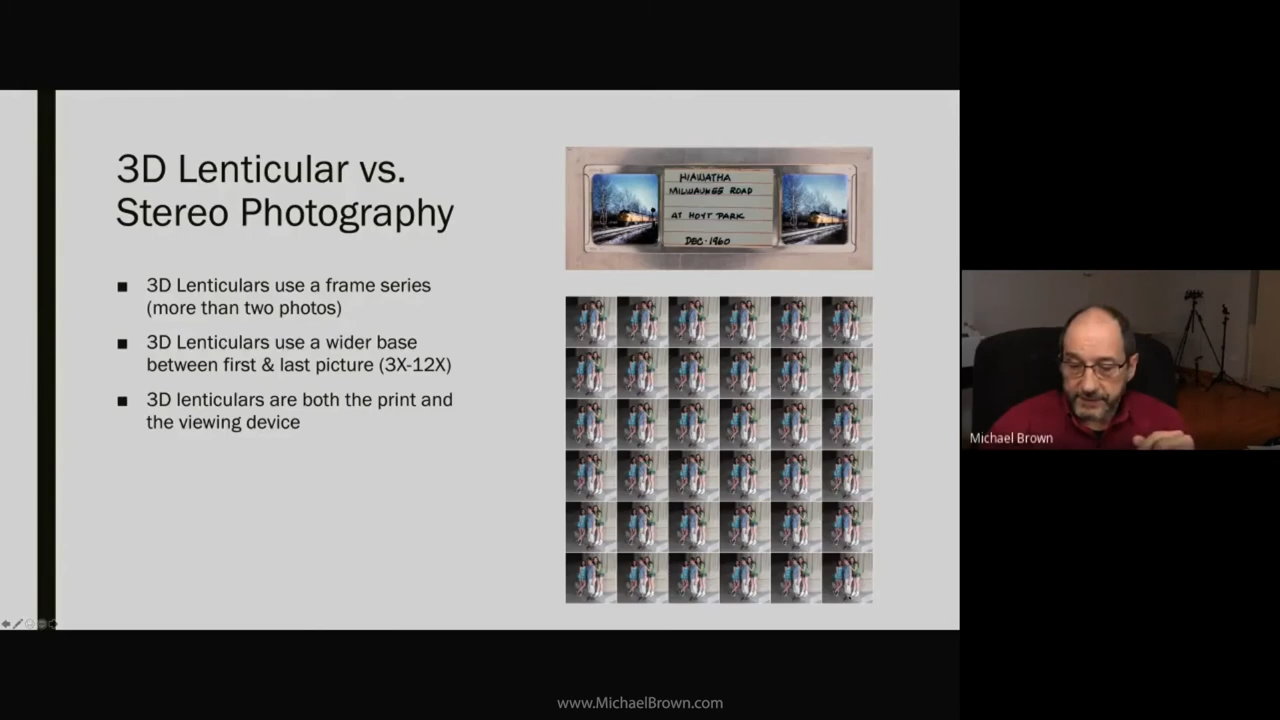 3D Lenticular vs.
Stereo Photography
■ 3D Lenticulars use a frame series
(more than two photos)
■ 3D Lenticulars use a wider base
between first & last picture (3X-12X)
■ 3D lenticulars are both the print and
the viewing device
HIAWATHA
MILWAUKEE ROAD
AT HOYT PARK
DEC-1960
Michael Brown
www.MichaelBrown.com